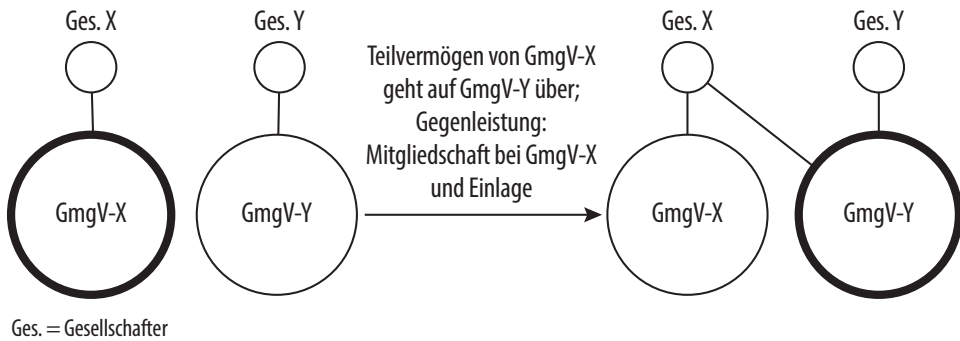 Ges. X
Ges. Y
Teilvermögen von GmgV-X
geht auf GmgV-Y über;
Gegenleistung:
Mitgliedschaft bei GmgV-X
und Einlage
Ges. X
Ges. Y
GmgV-X
GmgV-Y
GmgV-X
GmgV-Y
Ges. = Gesellschafter